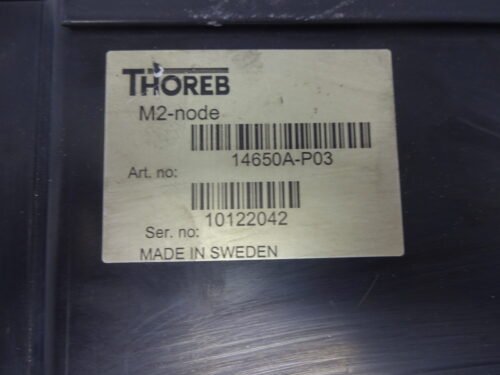 THOREB
M2-node
14650A-P03
Art. no:
10122042
Ser. no:
MADE IN SWEDEN